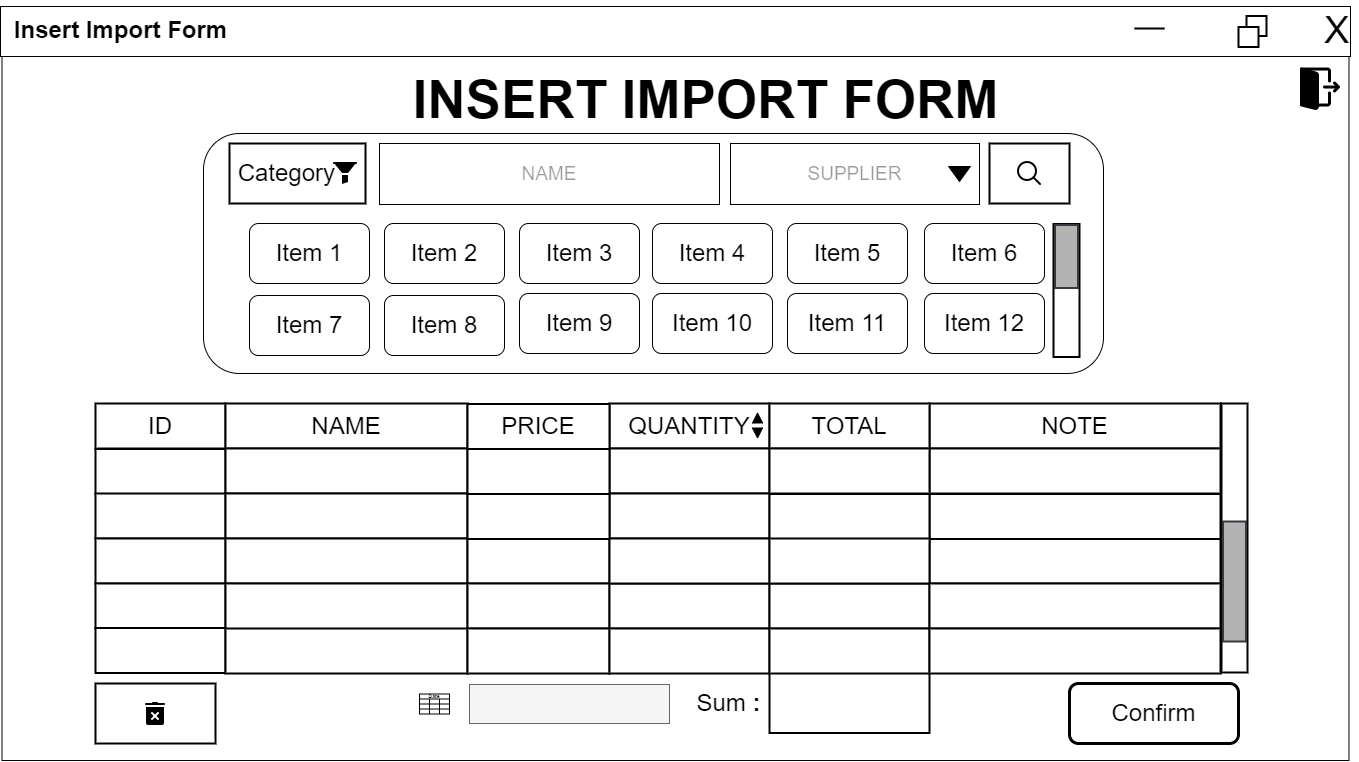 Insert Import Form
X
INSERT IMPORT FORM
Category NAME SUPPLIER
Item 1 Item 2 Item 3 Item 4 Item 5 Item 6
Item 7 Item 8 Item 9 Item 10 Item 11 Item 12
ID NAME PRICE QUANTITY TOTAL NOTE
Sum :
Confirm